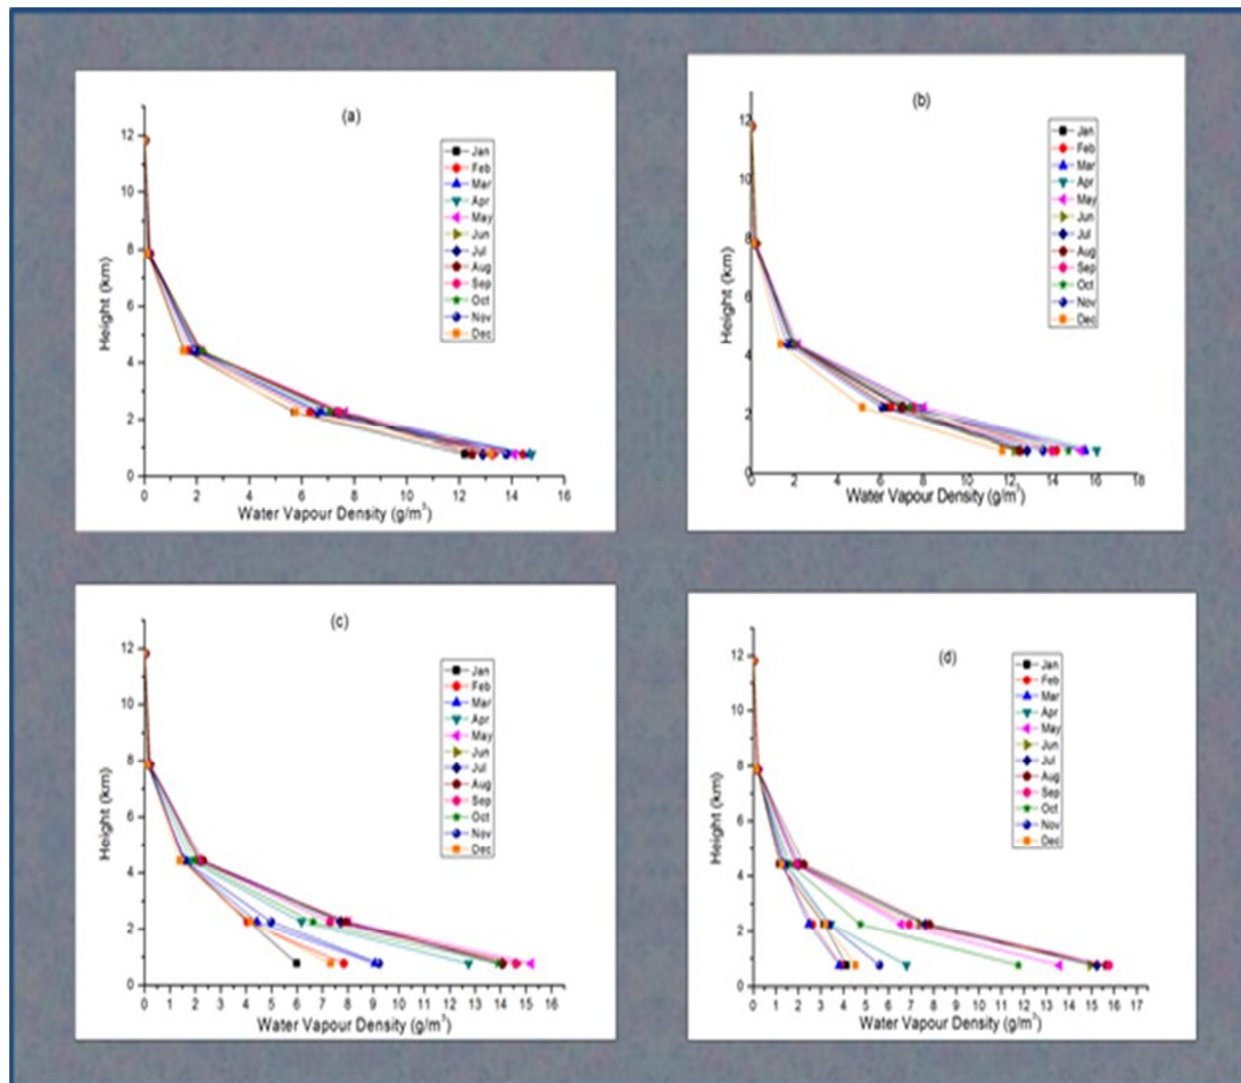 (a)
12
10
8
6
4
2
0
Height (km)
Jan
Feb
Mar
Apr
May
Jun
Jul
Aug
Sep
Oct
Nov
Dec
0 2 4 6 8 10 12 14 16
Water Vapour Density (g/m³)
(b)
12
10
8
6
4
2
0
Height (km)
Jan
Feb
Mar
Apr
May
Jun
Jul
Aug
Sep
Oct
Nov
Dec
0 2 4 6 8 10 12 14 16 18
Water Vapour Density (g/m³)
(c)
12
10
8
6
4
2
0
Height (km)
Jan
Feb
Mar
Apr
May
Jun
Jul
Aug
Sep
Oct
Nov
Dec
0 1 2 3 4 5 6 7 8 9 10 11 12 13 14 15 16
Water Vapour Density (g/m³)
(d)
12
10
8
6
4
2
0
Height (km)
Jan
Feb
Mar
Apr
May
Jun
Jul
Aug
Sep
Oct
Nov
Dec
0 1 2 3 4 5 6 7 8 9 10 11 12 13 14 15 16 17
Water Vapour Density (g/m³)